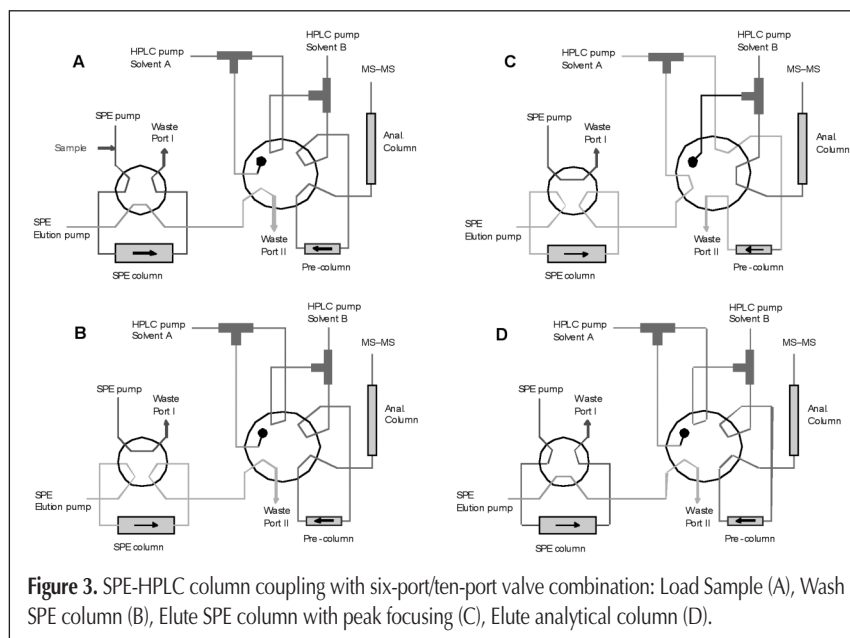 A
HPLC pump
Solvent A
HPLC pump
Solvent B
MS–MS
SPE pump
Sample
Waste
Port I
Anal.
Column
SPE
Elution pump
SPE column
Waste
Port II
Pre-column
C
HPLC pump
Solvent A
HPLC pump
Solvent B
MS–MS
SPE pump
Waste
Port I
Anal.
Column
SPE
Elution pump
SPE column
Waste
Port II
Pre-column
B
HPLC pump
Solvent A
HPLC pump
Solvent B
MS–MS
SPE pump
Waste
Port I
Anal.
Column
SPE
Elution pump
SPE column
Waste
Port II
Pre-column
D
HPLC pump
Solvent A
HPLC pump
Solvent B
MS–MS
SPE pump
Waste
Port I
Anal.
Column
SPE
Elution pump
SPE column
Waste
Port II
Pre-column
Figure 3. SPE-HPLC column coupling with six-port/ten-port valve combination: Load Sample (A), Wash
SPE column (B), Elute SPE column with peak focusing (C), Elute analytical column (D).